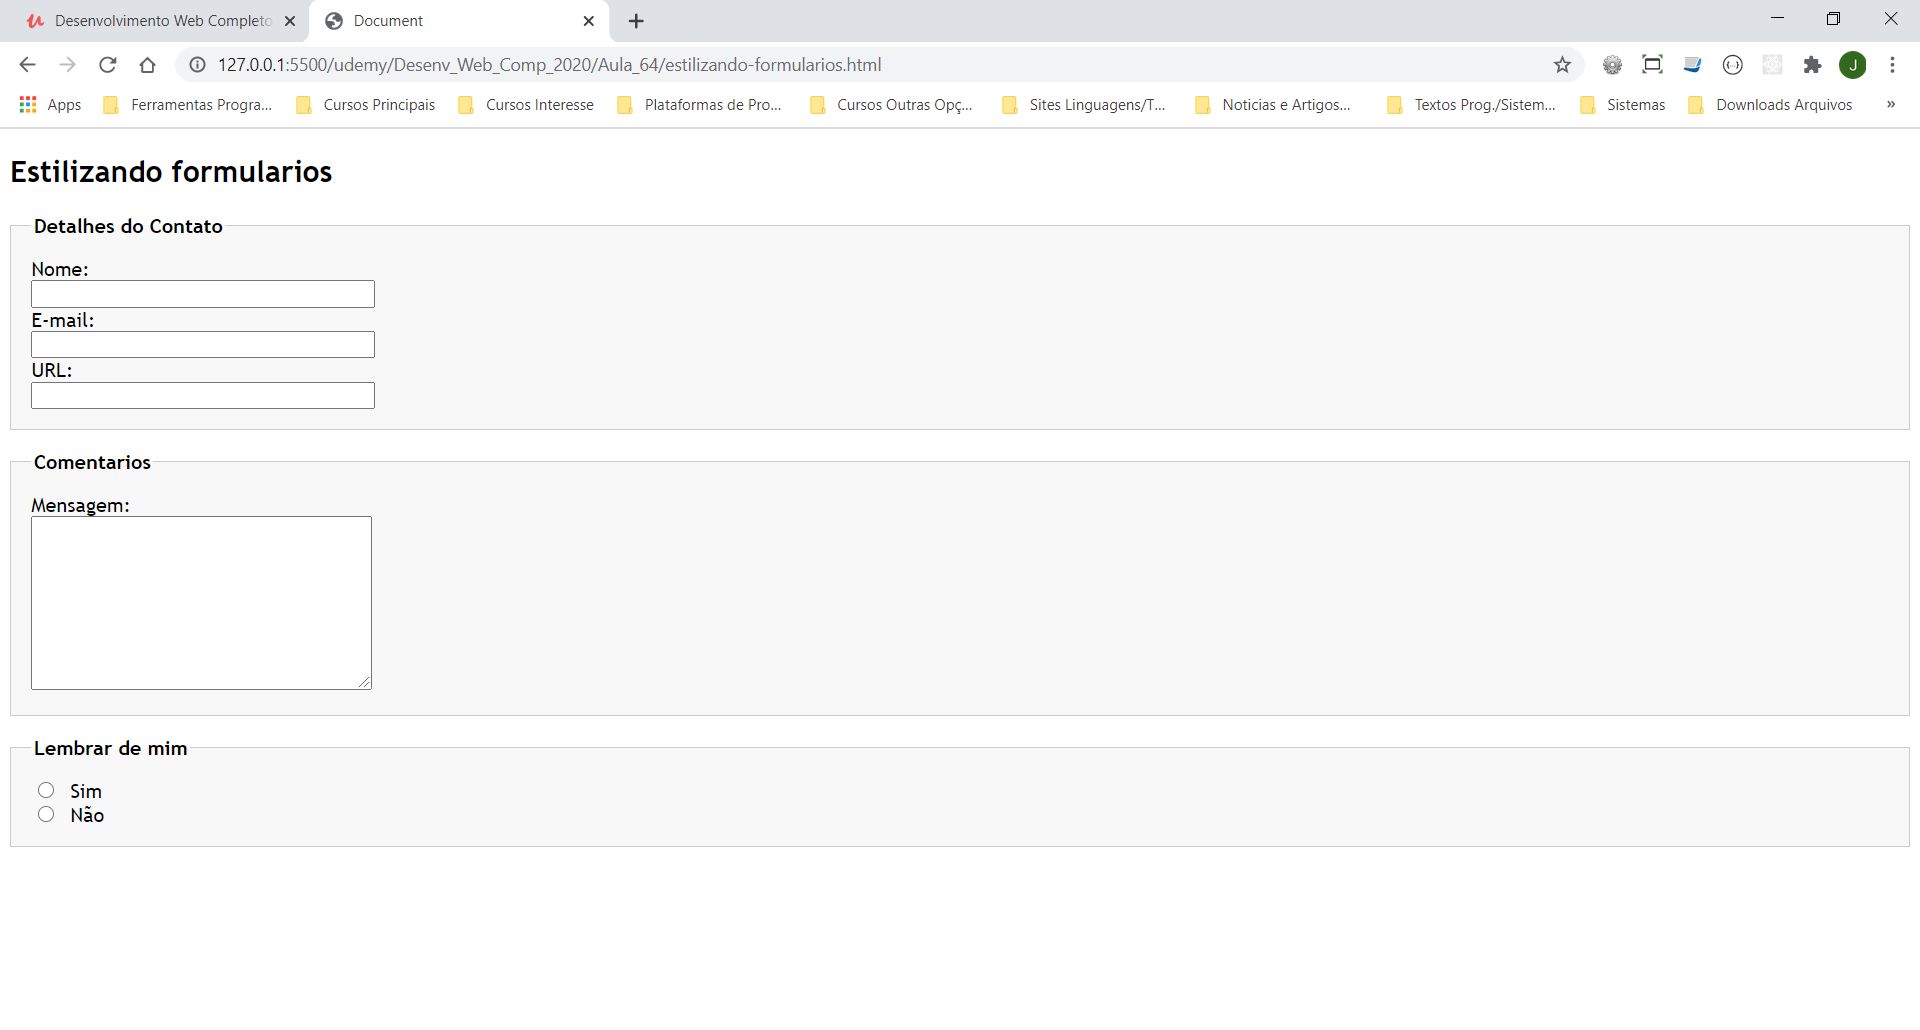 Desenvolvimento Web Completo
Document
127.0.0.1:5500/udemy/Desenv_Web_Comp_2020/Aula_64/estilizando-formularios.html
J
Apps Ferramentas Progra... Cursos Principais Cursos Interesse Plataformas de Pro... Cursos Outras Opç... Sites Linguagens/T... Noticias e Artigos... Textos Prog./Sistem... Sistemas Downloads Arquivos »
Estilizando formularios
Detalhes do Contato
Nome:
E-mail:
URL:
Comentarios
Mensagem:
Lembrar de mim
Sim
Não